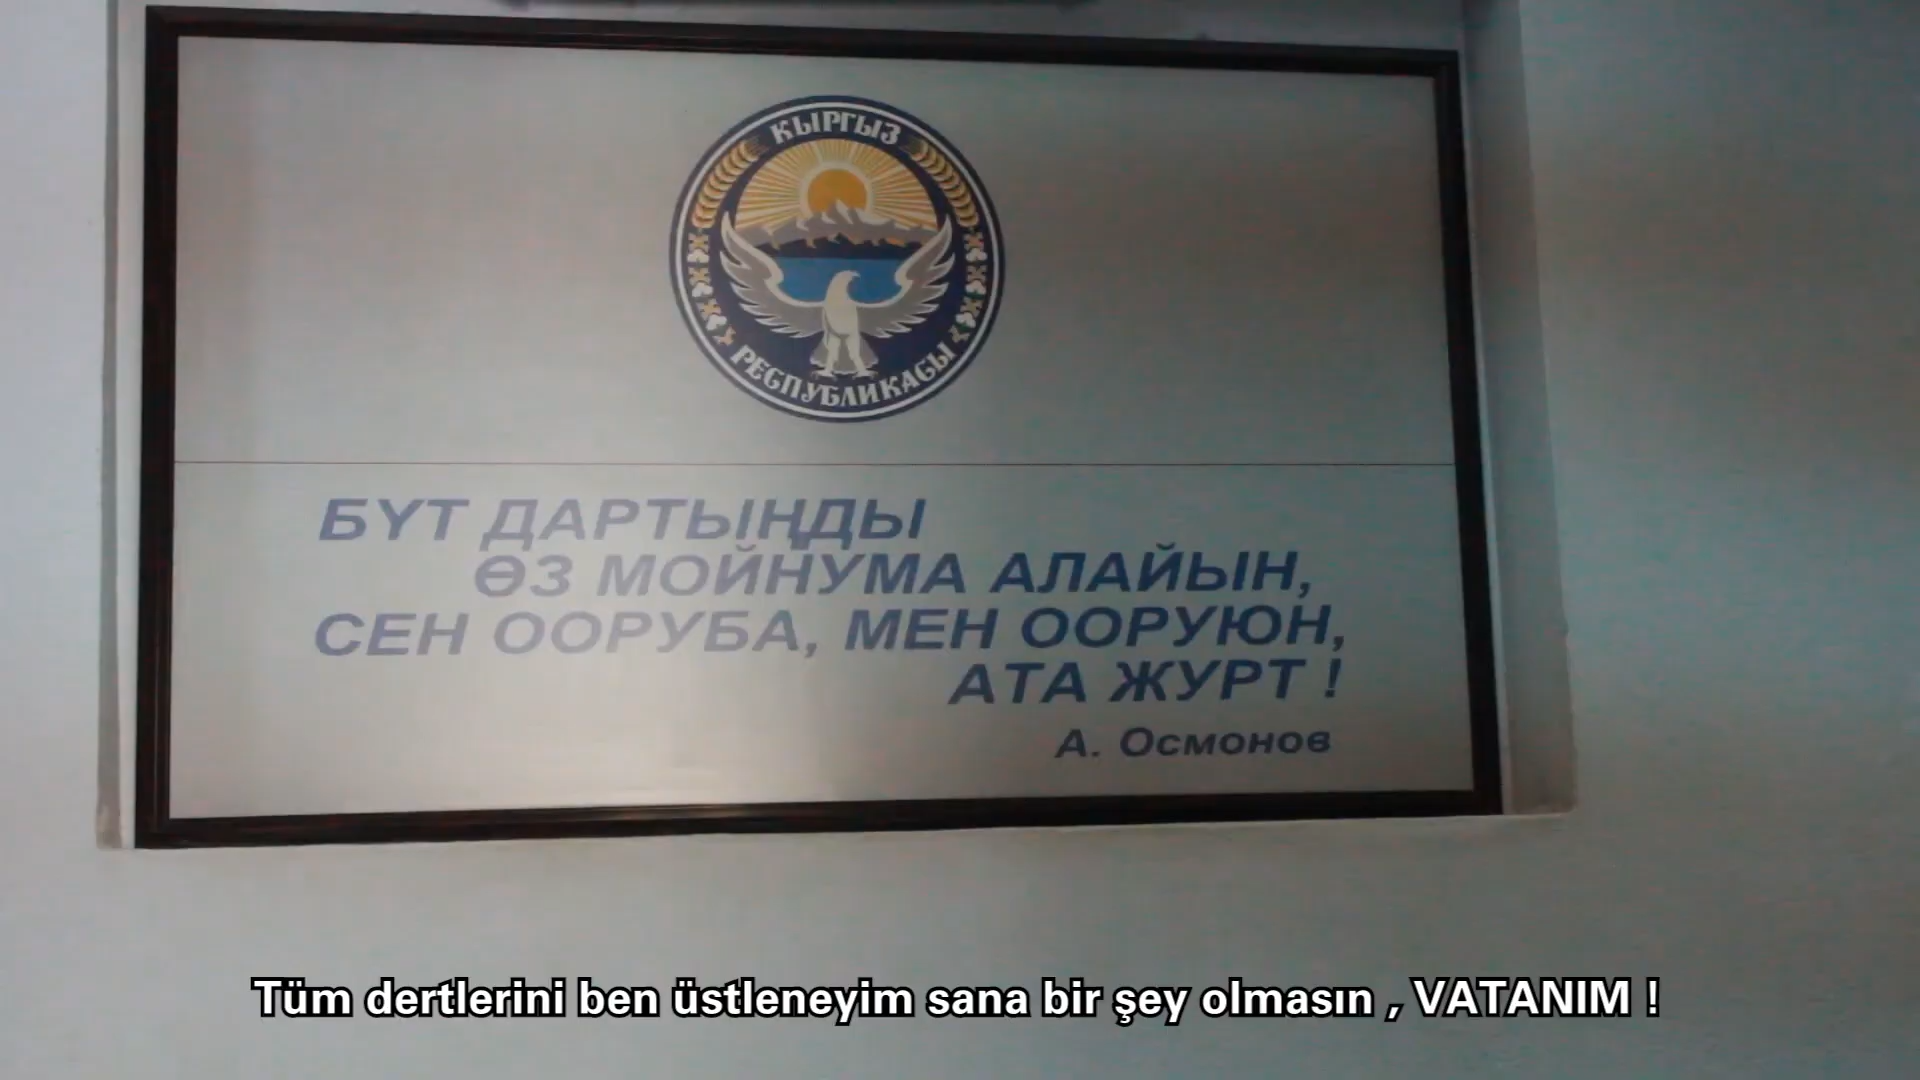 КЫРГЫЗ
РЕСПУБЛИКАСЫ
БҮТ ДАРТЫҢДЫ
ӨЗ МОЙНУМА АЛАЙЫН,
СЕН ООРУБА, МЕН ООРУЮН,
АТА ЖУРТ !
А. Осмонов
Tüm dertlerini ben üstleneyim sana bir şey olmasın , VATANIM !